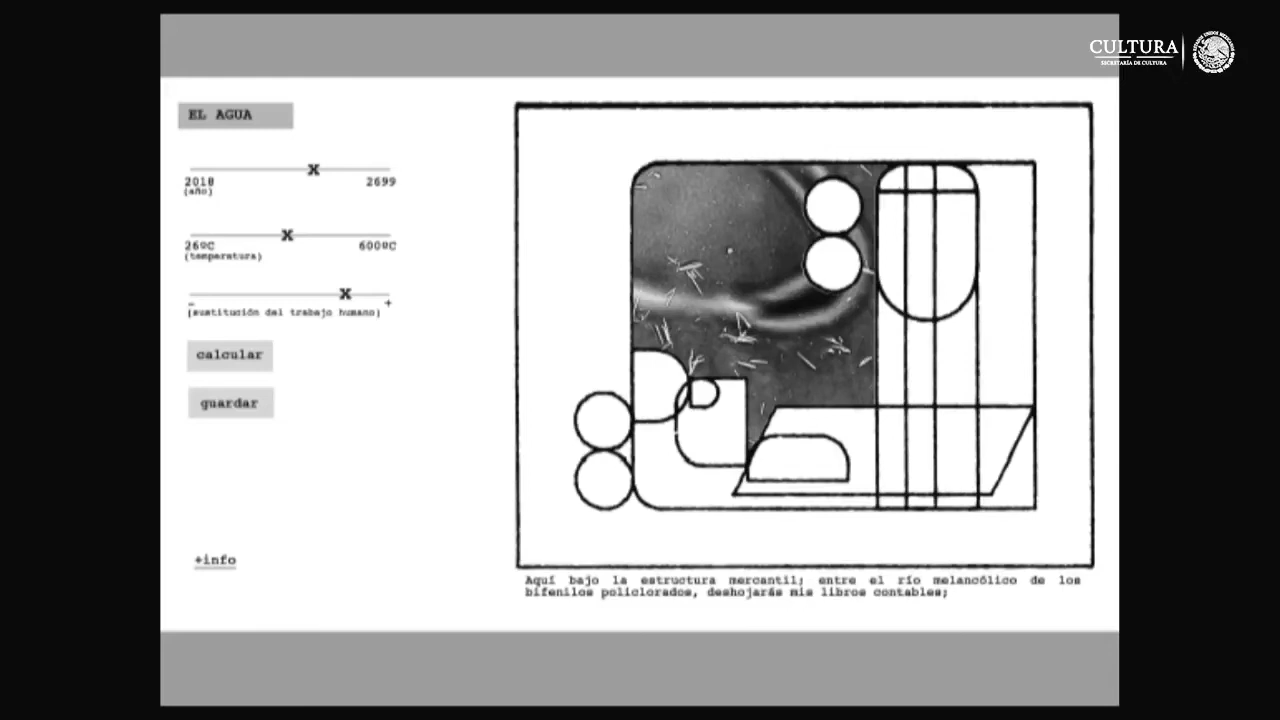 CULTURA
SECRETARÍA DE CULTURA
EL AGUA
x
2018 2699
(año)
x
26ºC 600ºC
(temperatura)
x
- +
(sustitución del trabajo humano)
calcular
guardar
+info
Aquí bajo la estructura mercantil; entre el río melancólico de los
bifenilos policlorados, deshojarás mis libros contables;